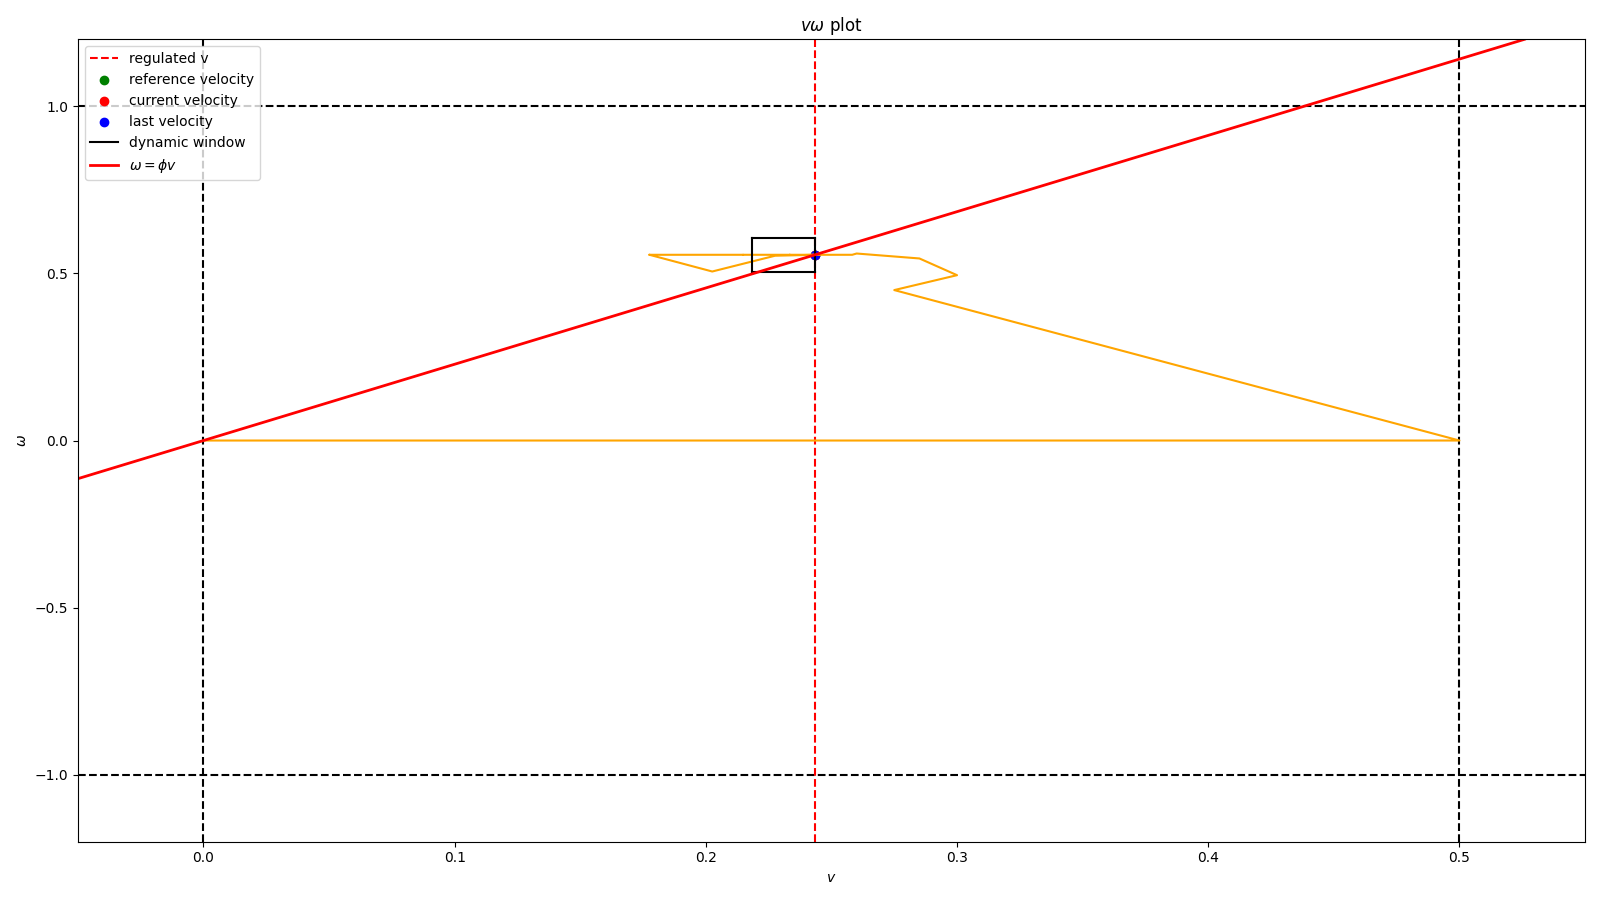 vω plot
regulated v
reference velocity
current velocity
last velocity
dynamic window
ω = ϕv
1.0
0.5
0.0
−0.5
−1.0
ω
0.0 0.1 0.2 0.3 0.4 0.5
v